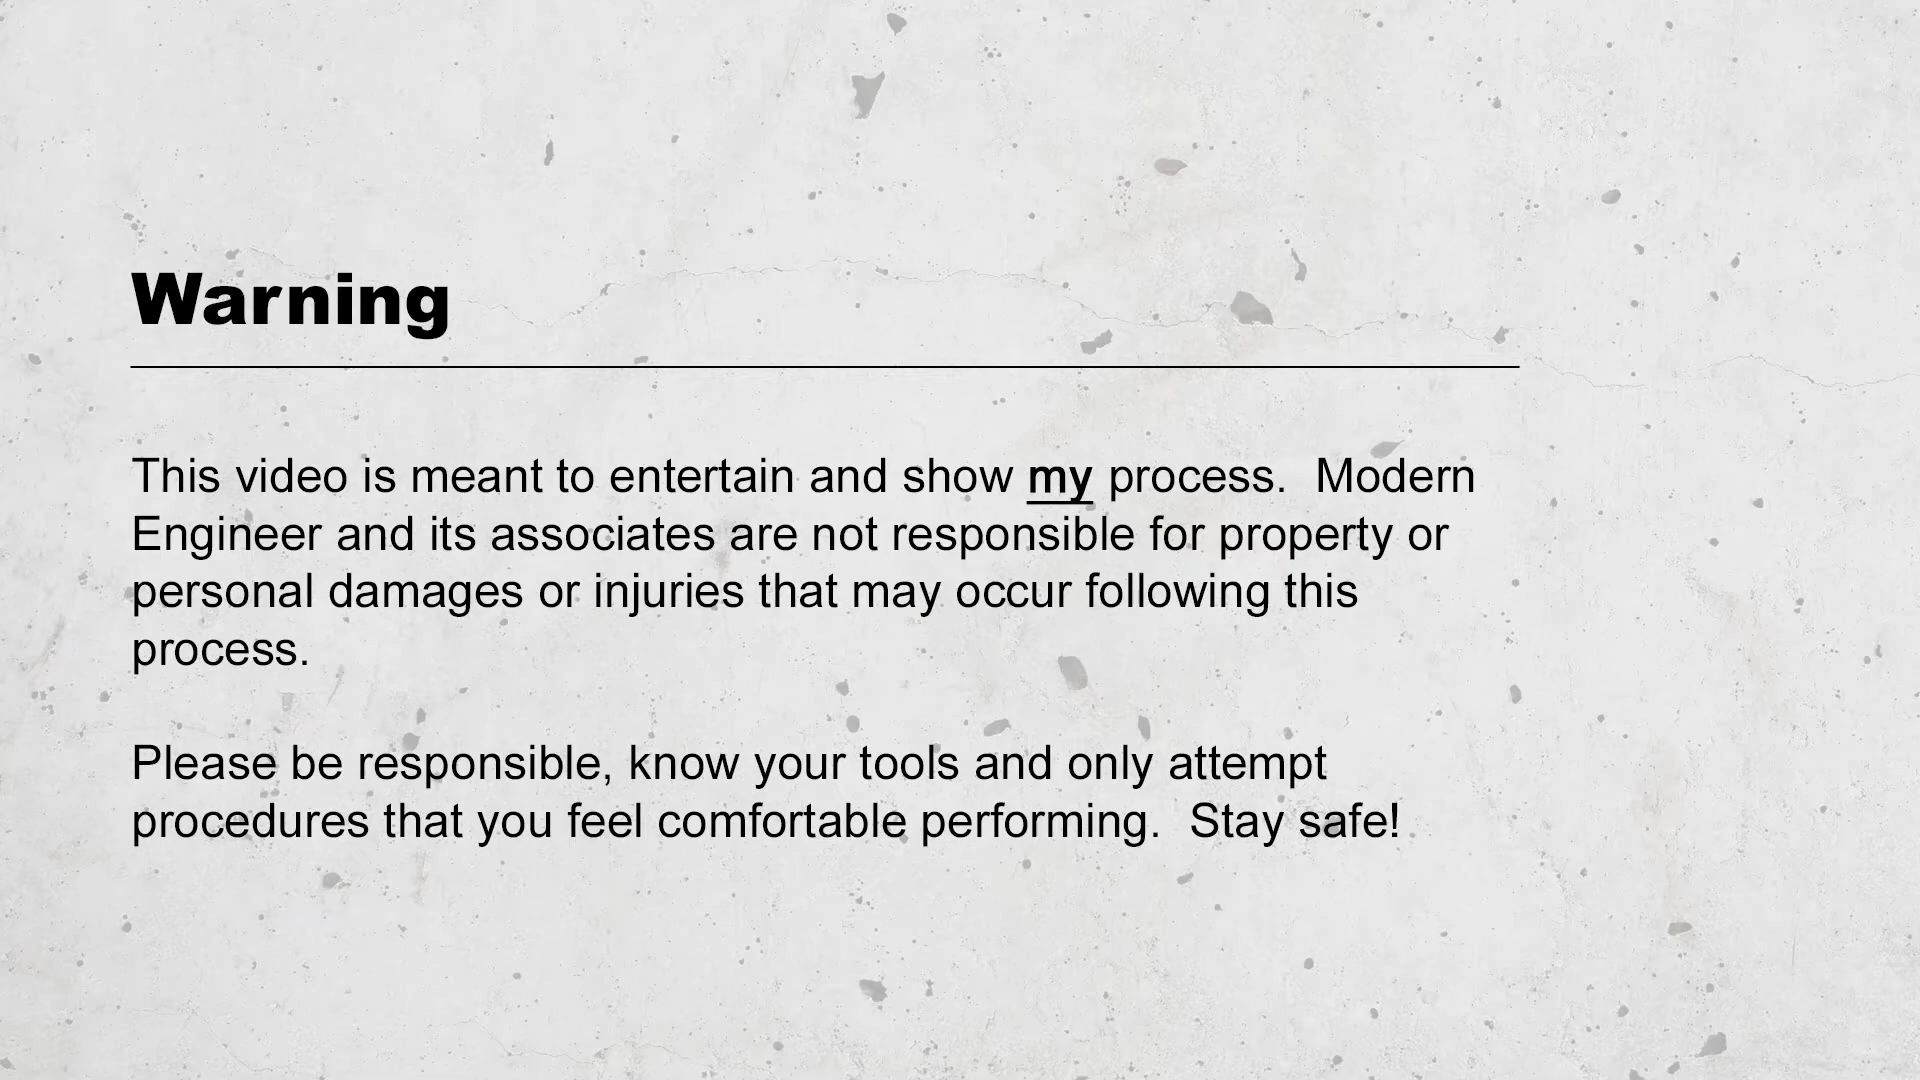 Warning
This video is meant to entertain and show my process.  Modern
Engineer and its associates are not responsible for property or
personal damages or injuries that may occur following this
process.
Please be responsible, know your tools and only attempt
procedures that you feel comfortable performing.  Stay safe!